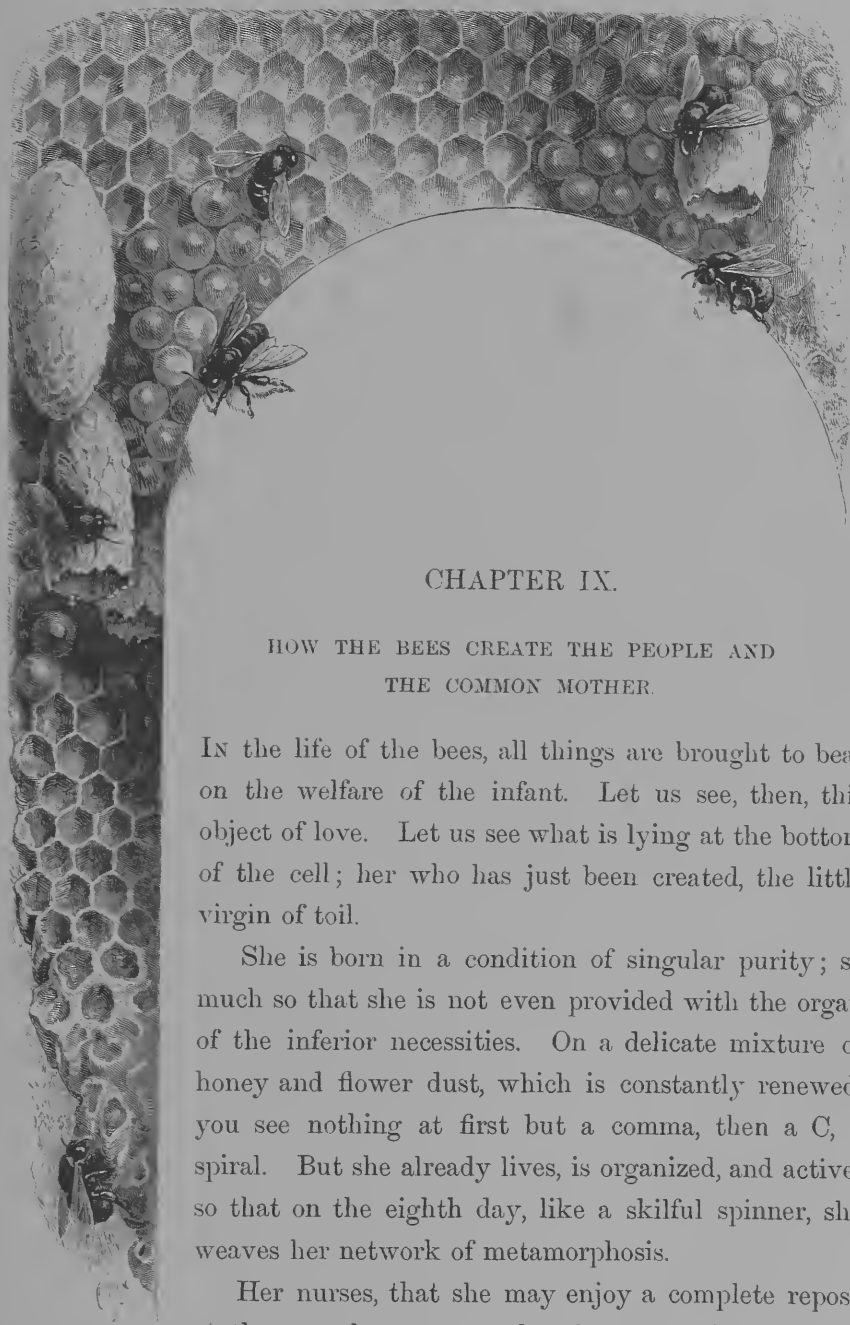 CHAPTER IX.
HOW THE BEES CREATE THE PEOPLE AND
THE COMMON MOTHER.
IN the life of the bees, all things are brought to
on the welfare of the infant. Let us see, then,
object of love. Let us see what is lying at the
of the cell; her who has just been created, the
virgin of toil.
She is born in a condition of singular purity;
much so that she is not even provided with the
of the inferior necessities. On a delicate mixture
honey and flower dust, which is constantly renewed
you see nothing at first but a comma, then a C,
spiral. But she already lives, is organized, and active
so that on the eighth day, like a skilful spinner,
weaves her network of metamorphosis.
Her nurses, that she may enjoy a complete